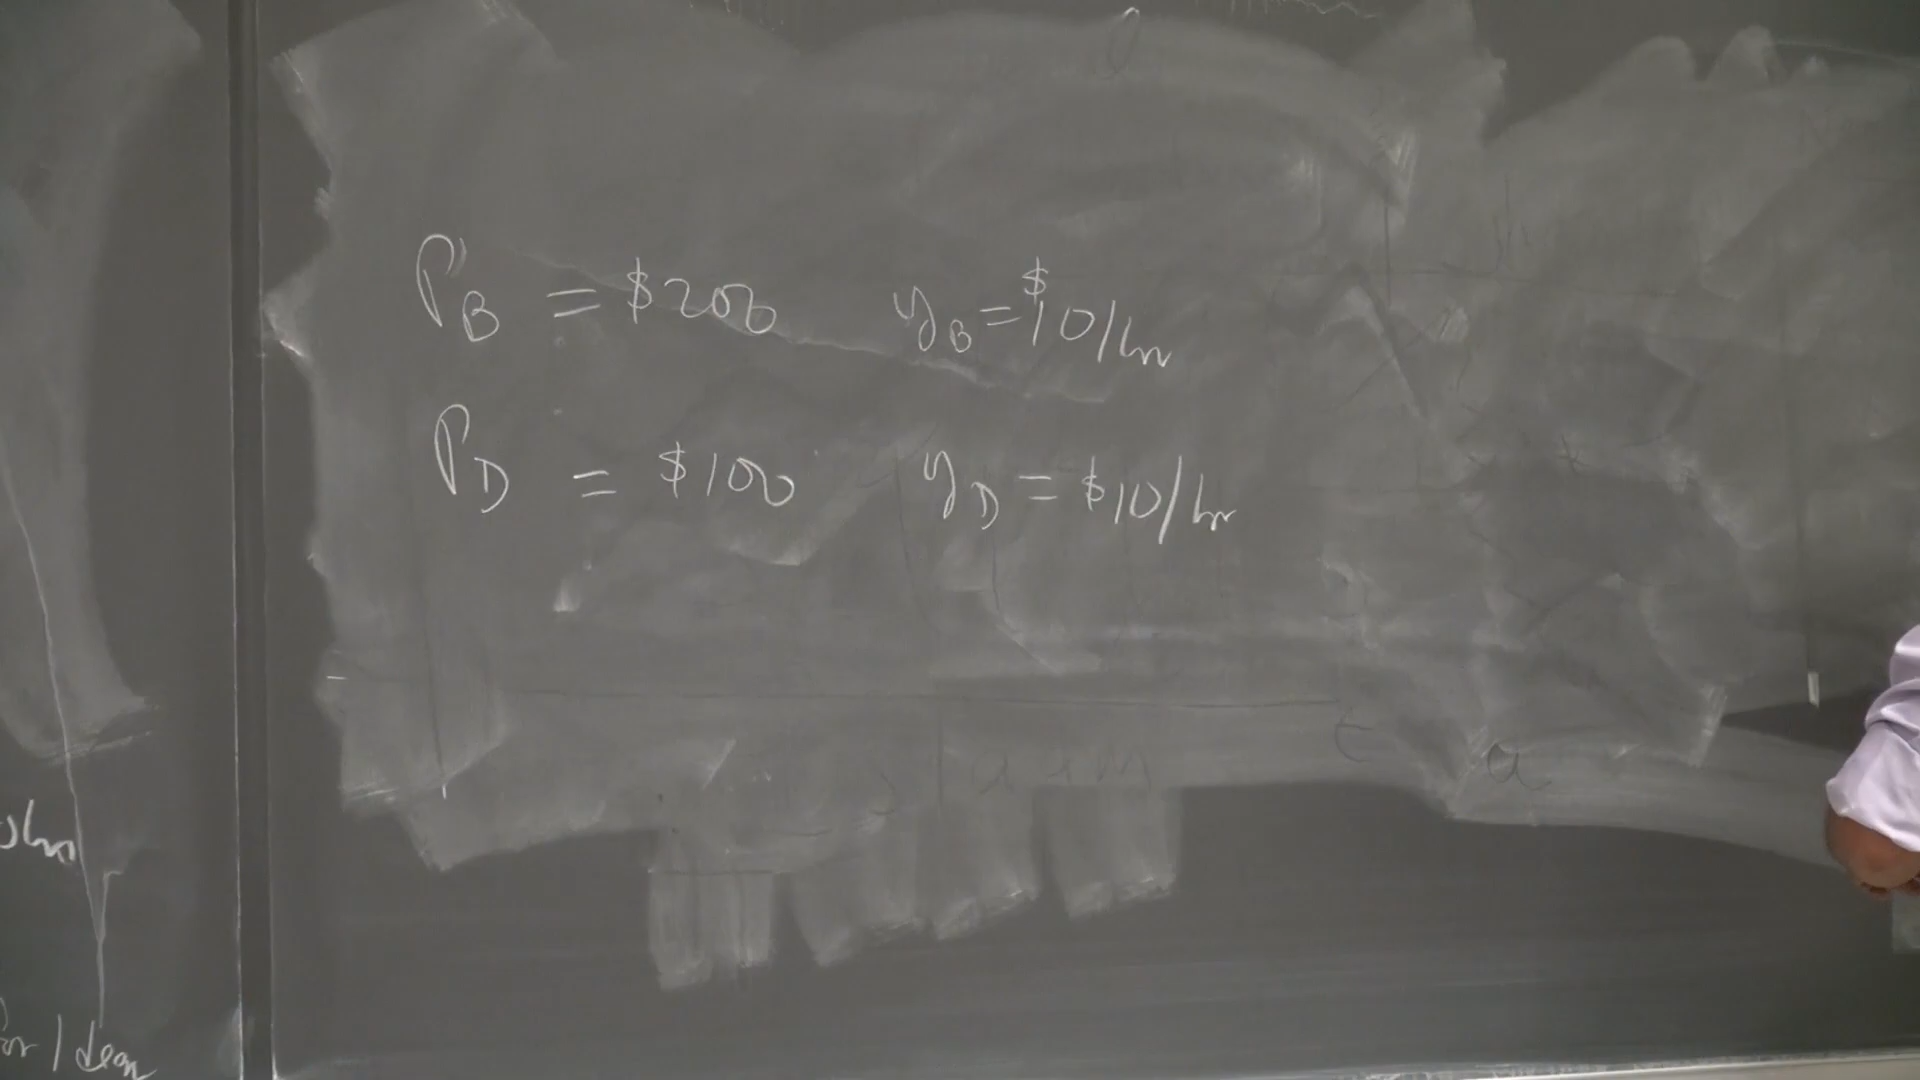 P_B = $200 y_B = $10/hr
P_D = $100 y_D = $10/hr